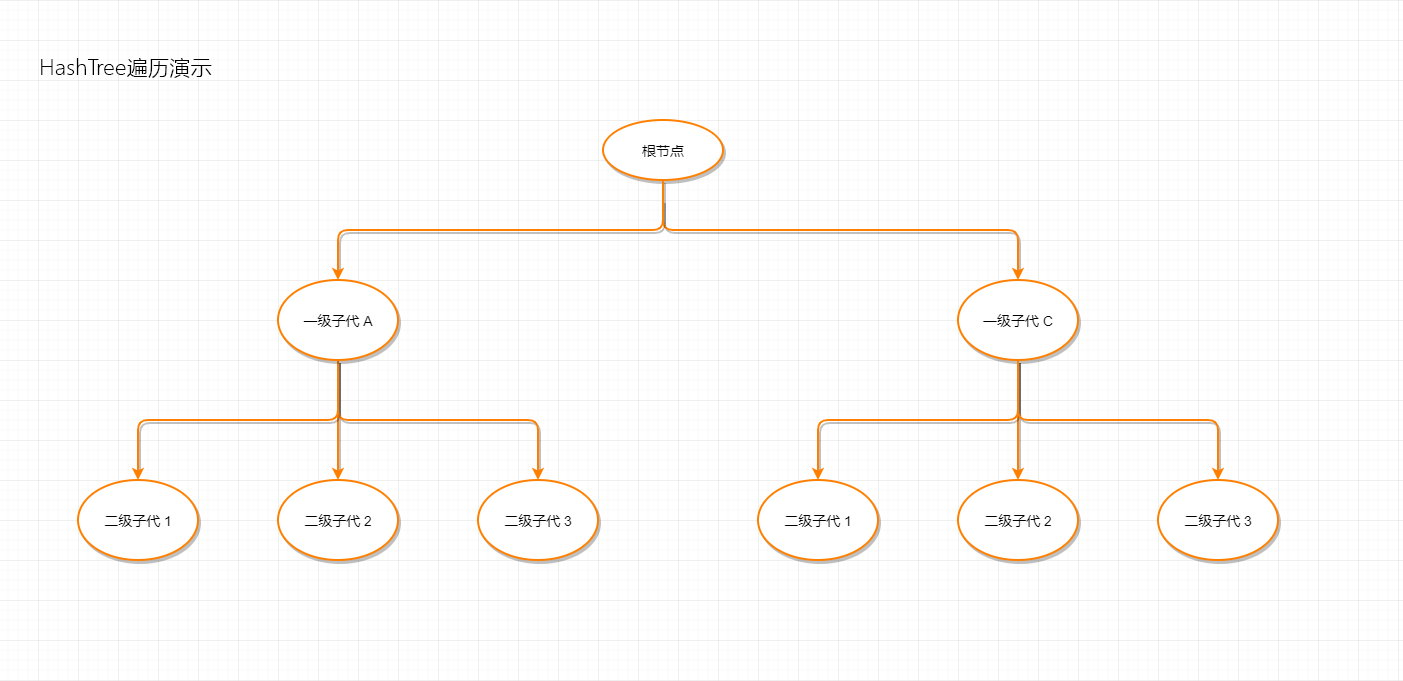 HashTree遍历演示
根节点
一级子代 A
一级子代 C
二级子代 1
二级子代 2
二级子代 3
二级子代 1
二级子代 2
二级子代 3